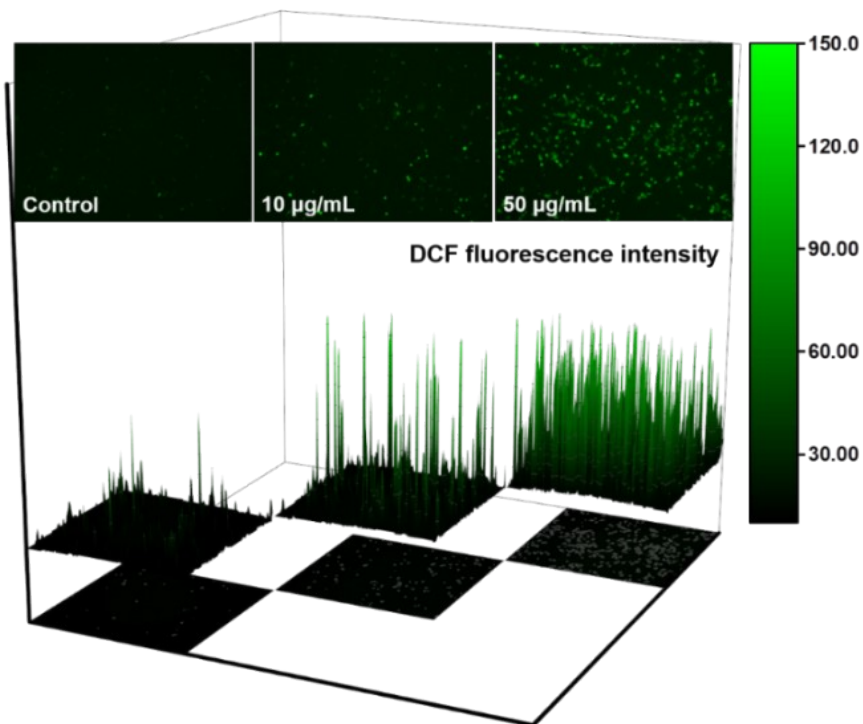 Control
10 µg/mL
50 µg/mL
DCF fluorescence intensity
150.0
120.0
90.00
60.00
30.00